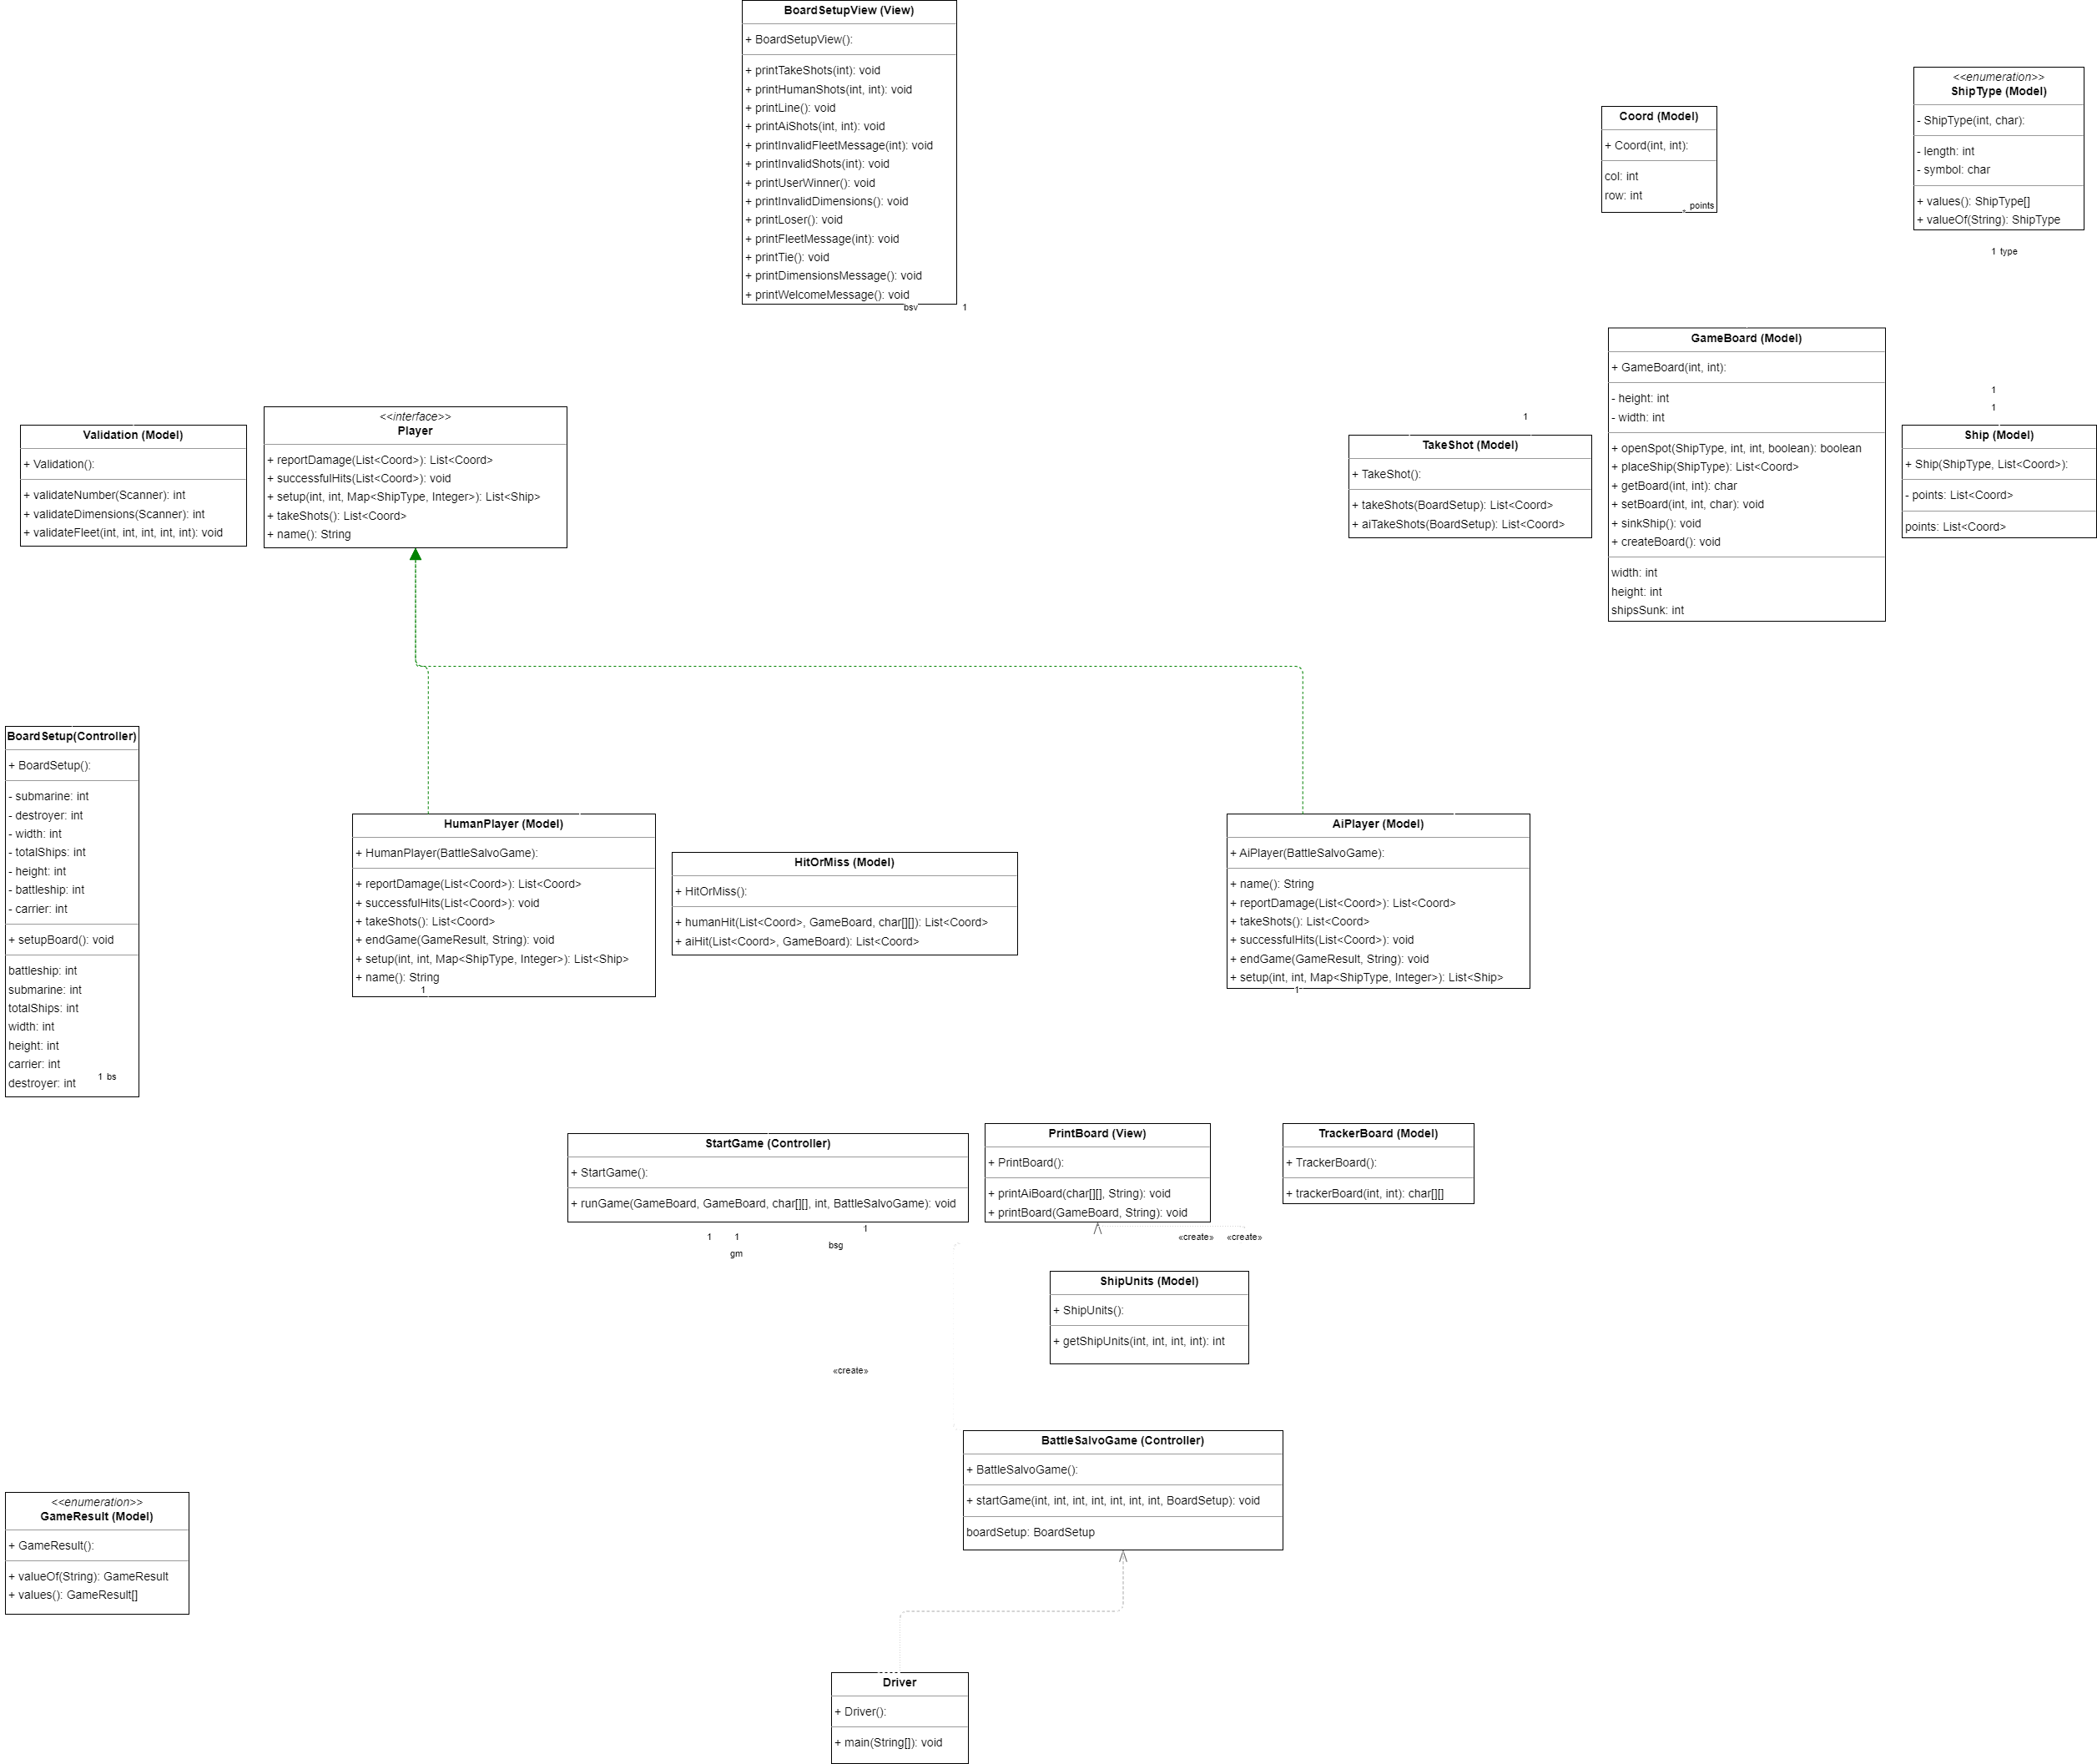 BoardSetupView (View)
+ BoardSetupView():
+ printTakeShots(int): void
+ printHumanShots(int, int): void
+ printLine(): void
+ printAiShots(int, int): void
+ printInvalidFleetMessage(int): void
+ printInvalidShots(int): void
+ printUserWinner(): void
+ printInvalidDimensions(): void
+ printLoser(): void
+ printFleetMessage(int): void
+ printTie(): void
+ printDimensionsMessage(): void
+ printWelcomeMessage(): void
bsv
1
Coord (Model)
+ Coord(int, int):
col: int
row: int
* points
<<enumeration>>
ShipType (Model)
- ShipType(int, char):
- length: int
- symbol: char
+ values(): ShipType[]
+ valueOf(String): ShipType
1 type
Validation (Model)
+ Validation():
+ validateNumber(Scanner): int
+ validateDimensions(Scanner): int
+ validateFleet(int, int, int, int, int): void
<<interface>>
Player
+ reportDamage(List<Coord>): List<Coord>
+ successfulHits(List<Coord>): void
+ setup(int, int, Map<ShipType, Integer>): List<Ship>
+ takeShots(): List<Coord>
+ name(): String
1
TakeShot (Model)
+ TakeShot():
+ takeShots(BoardSetup): List<Coord>
+ aiTakeShots(BoardSetup): List<Coord>
GameBoard (Model)
+ GameBoard(int, int):
- height: int
- width: int
+ openSpot(ShipType, int, int, boolean): boolean
+ placeShip(ShipType): List<Coord>
+ getBoard(int, int): char
+ setBoard(int, int, char): void
+ sinkShip(): void
+ createBoard(): void
width: int
height: int
shipsSunk: int
1
1
Ship (Model)
+ Ship(ShipType, List<Coord>):
- points: List<Coord>
points: List<Coord>
BoardSetup(Controller)
+ BoardSetup():
- submarine: int
- destroyer: int
- width: int
- totalShips: int
- height: int
- battleship: int
- carrier: int
+ setupBoard(): void
battleship: int
submarine: int
totalShips: int
width: int
height: int
carrier: int
destroyer: int
1 bs
HumanPlayer (Model)
+ HumanPlayer(BattleSalvoGame):
+ reportDamage(List<Coord>): List<Coord>
+ successfulHits(List<Coord>): void
+ takeShots(): List<Coord>
+ endGame(GameResult, String): void
+ setup(int, int, Map<ShipType, Integer>): List<Ship>
+ name(): String
1
HitOrMiss (Model)
+ HitOrMiss():
+ humanHit(List<Coord>, GameBoard, char[][]): List<Coord>
+ aiHit(List<Coord>, GameBoard): List<Coord>
AiPlayer (Model)
+ AiPlayer(BattleSalvoGame):
+ name(): String
+ reportDamage(List<Coord>): List<Coord>
+ takeShots(): List<Coord>
+ successfulHits(List<Coord>): void
+ endGame(GameResult, String): void
+ setup(int, int, Map<ShipType, Integer>): List<Ship>
1
StartGame (Controller)
+ StartGame():
+ runGame(GameBoard, GameBoard, char[][], int, BattleSalvoGame): void
1
1
gm
1
bsg
PrintBoard (View)
+ PrintBoard():
+ printAiBoard(char[][], String): void
+ printBoard(GameBoard, String): void
«create»
«create»
TrackerBoard (Model)
+ TrackerBoard():
+ trackerBoard(int, int): char[][]
ShipUnits (Model)
+ ShipUnits():
+ getShipUnits(int, int, int, int): int
«create»
BattleSalvoGame (Controller)
+ BattleSalvoGame():
+ startGame(int, int, int, int, int, int, int, BoardSetup): void
boardSetup: BoardSetup
<<enumeration>>
GameResult (Model)
+ GameResult():
+ valueOf(String): GameResult
+ values(): GameResult[]
Driver
+ Driver():
+ main(String[]): void